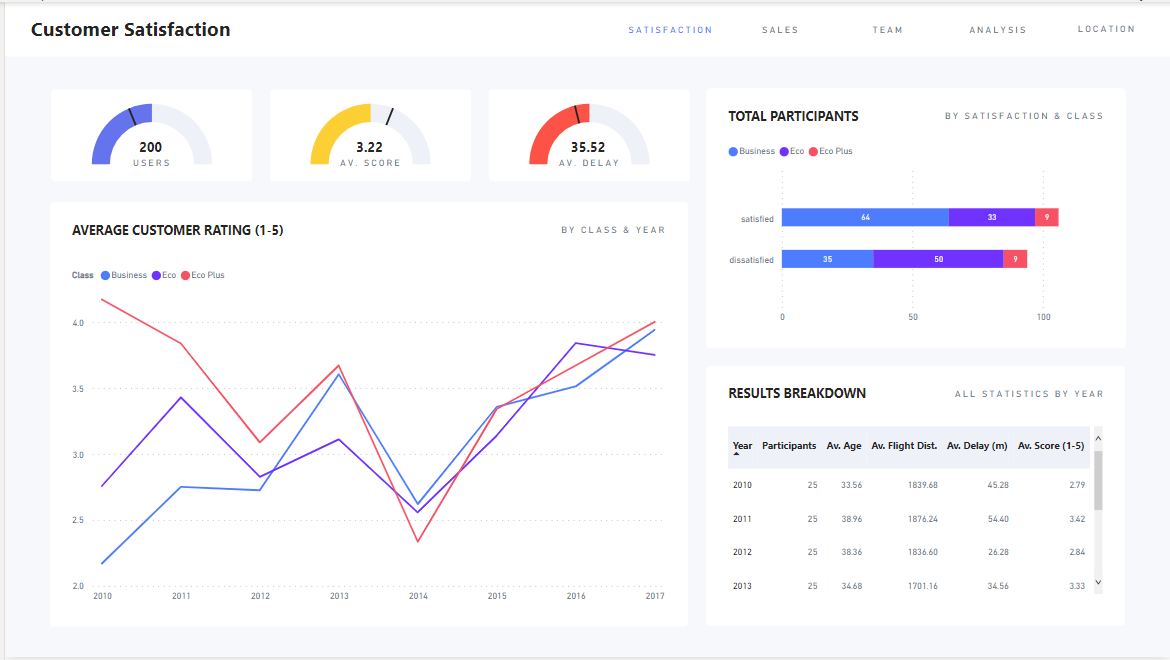 Customer Satisfaction
SATISFACTION SALES TEAM ANALYSIS LOCATION
200
USERS
3.22
AV. SCORE
35.52
AV. DELAY
AVERAGE CUSTOMER RATING (1-5) BY CLASS & YEAR
Class Business Eco Eco Plus
4.0
3.5
3.0
2.5
2.0
2010 2011 2012 2013 2014 2015 2016 2017
TOTAL PARTICIPANTS BY SATISFACTION & CLASS
Business Eco Eco Plus
satisfied 64 33 9
dissatisfied 35 50 9
0 50 100
RESULTS BREAKDOWN ALL STATISTICS BY YEAR
Year Participants Av. Age Av. Flight Dist. Av. Delay (m) Av. Score (1-5)
2010 25 33.56 1839.68 45.28 2.79
2011 25 38.96 1876.24 54.40 3.42
2012 25 38.36 1836.60 26.28 2.84
2013 25 34.68 1701.16 34.56 3.33